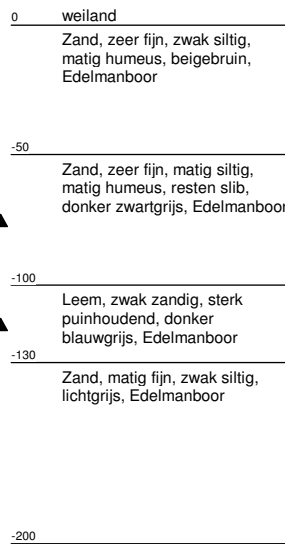 0 weiland
Zand, zeer fijn, zwak siltig,
matig humeus, beigebruin,
Edelmanboor
-50
Zand, zeer fijn, matig siltig,
matig humeus, resten slib,
donker zwartgrijs, Edelmanboor
-100
Leem, zwak zandig, sterk
puinhoudend, donker
blauwgrijs, Edelmanboor
-130
Zand, matig fijn, zwak siltig,
lichtgrijs, Edelmanboor
-200